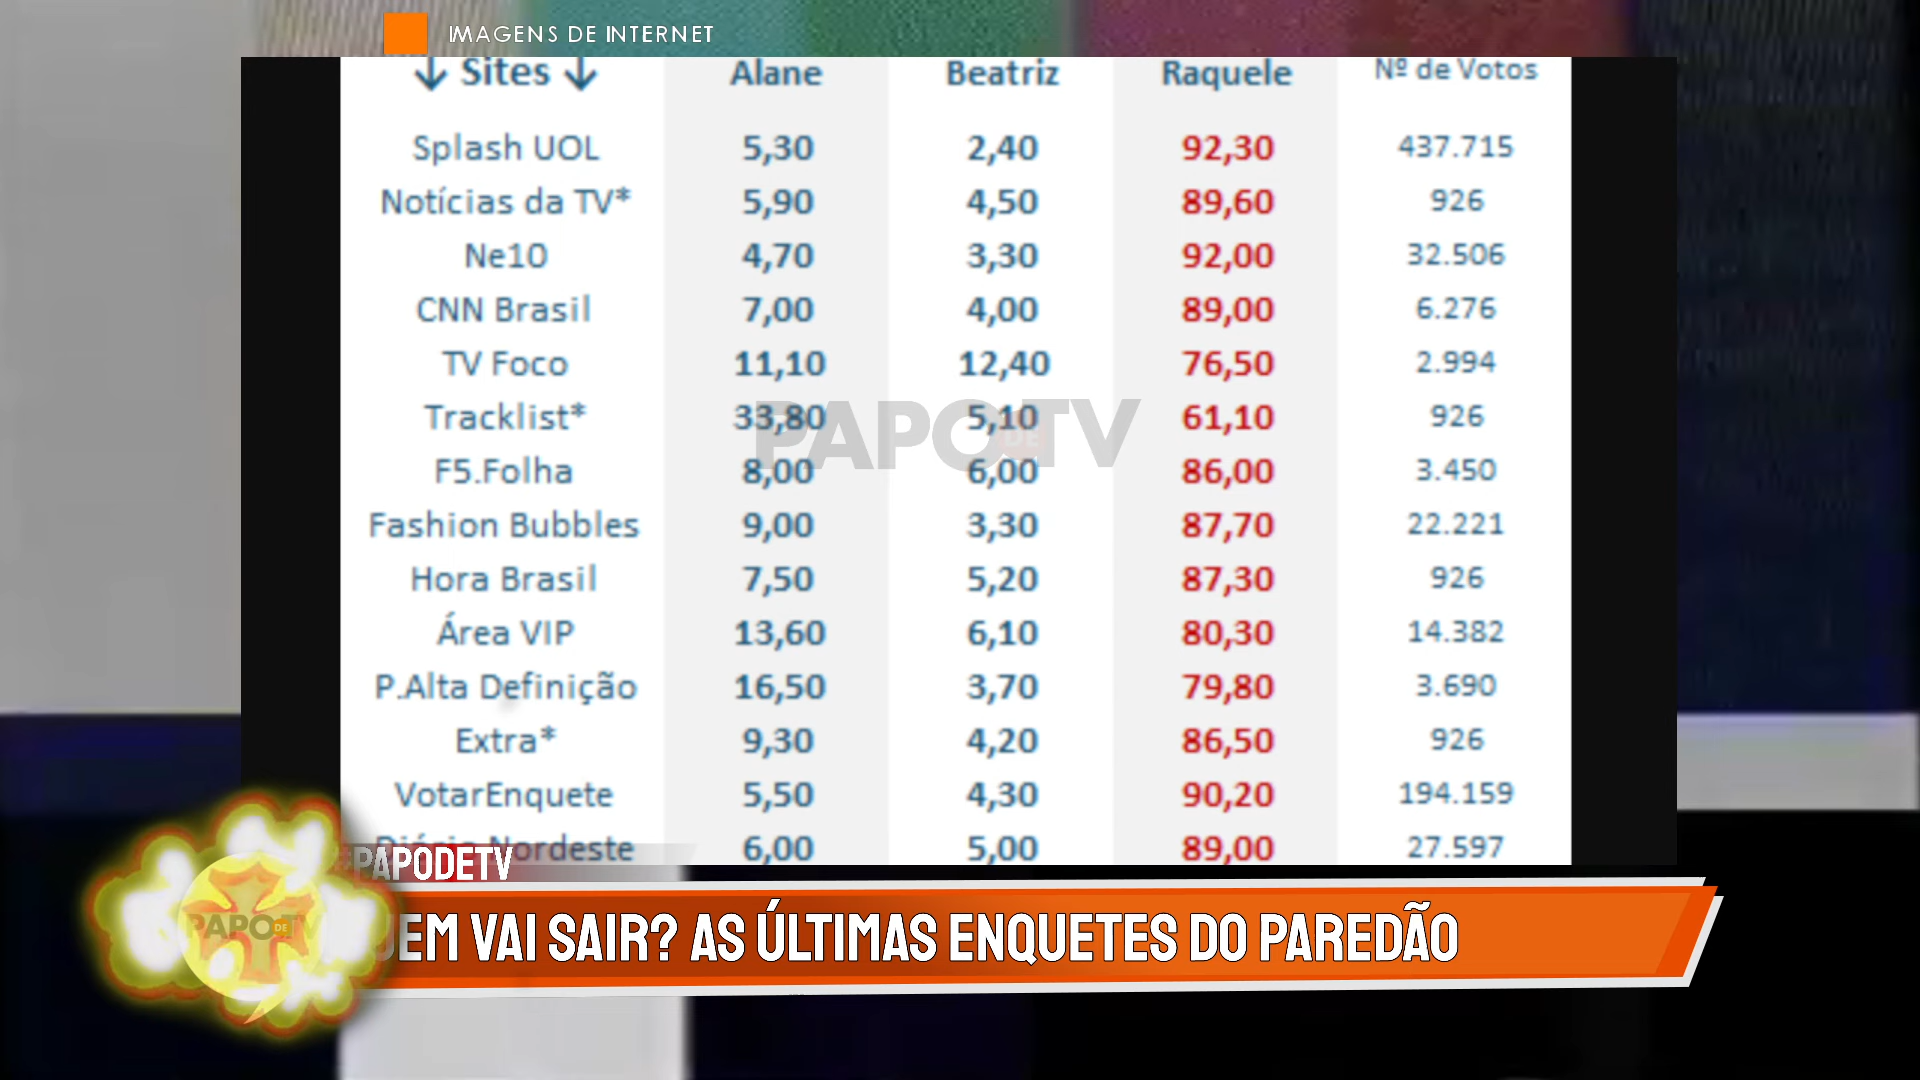 IMAGENS DE INTERNET
↓ Sites ↓ Alane Beatriz Raquele Nº de Votos
Splash UOL 5,30 2,40 92,30 437.715
Notícias da TV* 5,90 4,50 89,60 926
Ne10 4,70 3,30 92,00 32.506
CNN Brasil 7,00 4,00 89,00 6.276
TV Foco 11,10 12,40 76,50 2.994
Tracklist* 33,80 5,10 61,10 926
PAPO DE TV
F5.Folha 8,00 6,00 86,00 3.450
Fashion Bubbles 9,00 3,30 87,70 22.221
Hora Brasil 7,50 5,20 87,30 926
Área VIP 13,60 6,10 80,30 14.382
P.Alta Definição 16,50 3,70 79,80 3.690
Extra* 9,30 4,20 86,50 926
VotarEnquete 5,50 4,30 90,20 194.159
Diário Nordeste 6,00 5,00 89,00 27.597
#PAPODETV
PAPO DE TV
UEM VAI SAIR? AS ÚLTIMAS ENQUETES DO PAREDÃO